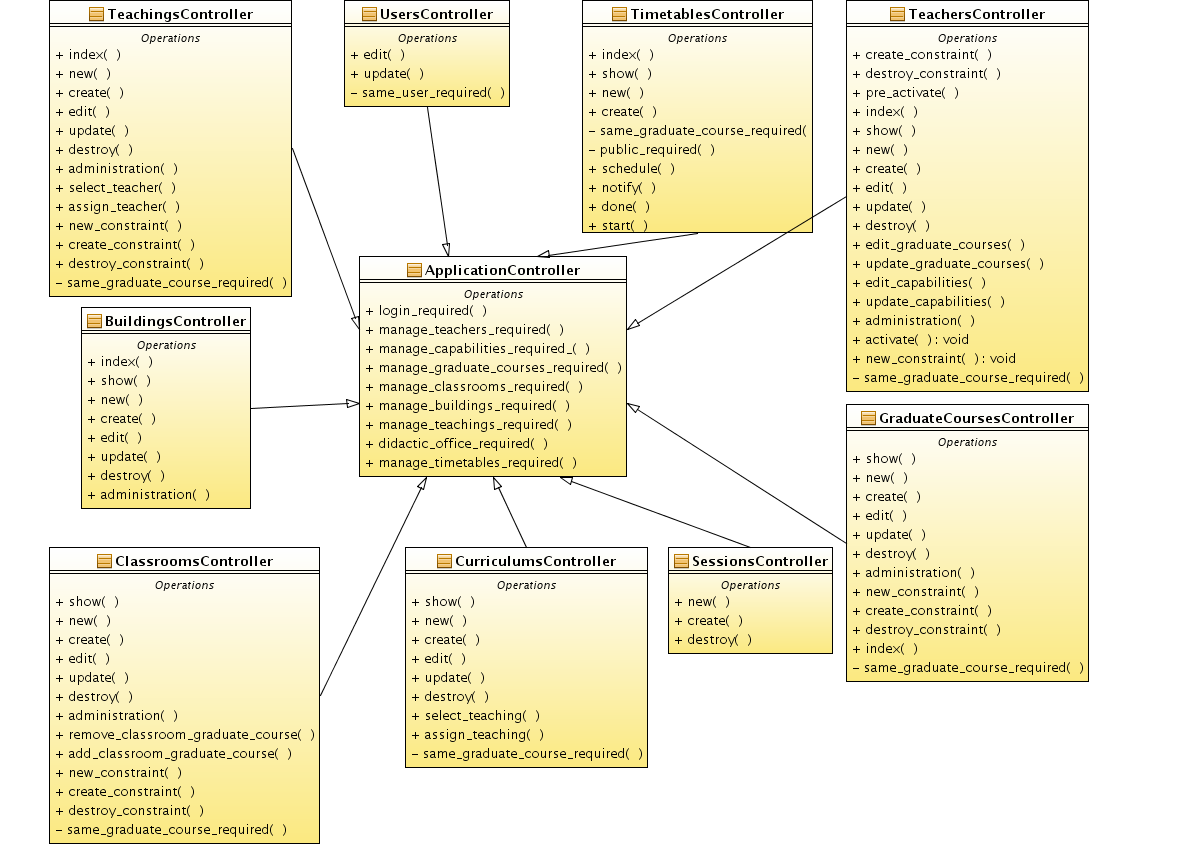 TeachingsController
Operations
+ index( )
+ new( )
+ create( )
+ edit( )
+ update( )
+ destroy( )
+ administration( )
+ select_teacher( )
+ assign_teacher( )
+ new_constraint( )
+ create_constraint( )
+ destroy_constraint( )
- same_graduate_course_required( )
UsersController
Operations
+ edit( )
+ update( )
- same_user_required( )
TimetablesController
Operations
+ index( )
+ show( )
+ new( )
+ create( )
- same_graduate_course_required(
- public_required( )
+ schedule( )
+ notify( )
+ done( )
+ start( )
TeachersController
Operations
+ create_constraint( )
+ destroy_constraint( )
+ pre_activate( )
+ index( )
+ show( )
+ new( )
+ create( )
+ edit( )
+ update( )
+ destroy( )
+ edit_graduate_courses( )
+ update_graduate_courses( )
+ edit_capabilities( )
+ update_capabilities( )
+ administration( )
+ activate( ) : void
+ new_constraint( ) : void
- same_graduate_course_required( )
ApplicationController
Operations
+ login_required( )
+ manage_teachers_required( )
+ manage_capabilities_required_( )
+ manage_graduate_courses_required( )
+ manage_classrooms_required( )
+ manage_buildings_required( )
+ manage_teachings_required( )
+ didactic_office_required( )
+ manage_timetables_required( )
BuildingsController
Operations
+ index( )
+ show( )
+ new( )
+ create( )
+ edit( )
+ update( )
+ destroy( )
+ administration( )
GraduateCoursesController
Operations
+ show( )
+ new( )
+ create( )
+ edit( )
+ update( )
+ destroy( )
+ administration( )
+ new_constraint( )
+ create_constraint( )
+ destroy_constraint( )
+ index( )
- same_graduate_course_required( )
ClassroomsController
Operations
+ show( )
+ new( )
+ create( )
+ edit( )
+ update( )
+ destroy( )
+ administration( )
+ remove_classroom_graduate_course( )
+ add_classroom_graduate_course( )
+ new_constraint( )
+ create_constraint( )
+ destroy_constraint( )
- same_graduate_course_required( )
CurriculumsController
Operations
+ show( )
+ new( )
+ create( )
+ edit( )
+ update( )
+ destroy( )
+ select_teaching( )
+ assign_teaching( )
- same_graduate_course_required( )
SessionsController
Operations
+ new( )
+ create( )
+ destroy( )